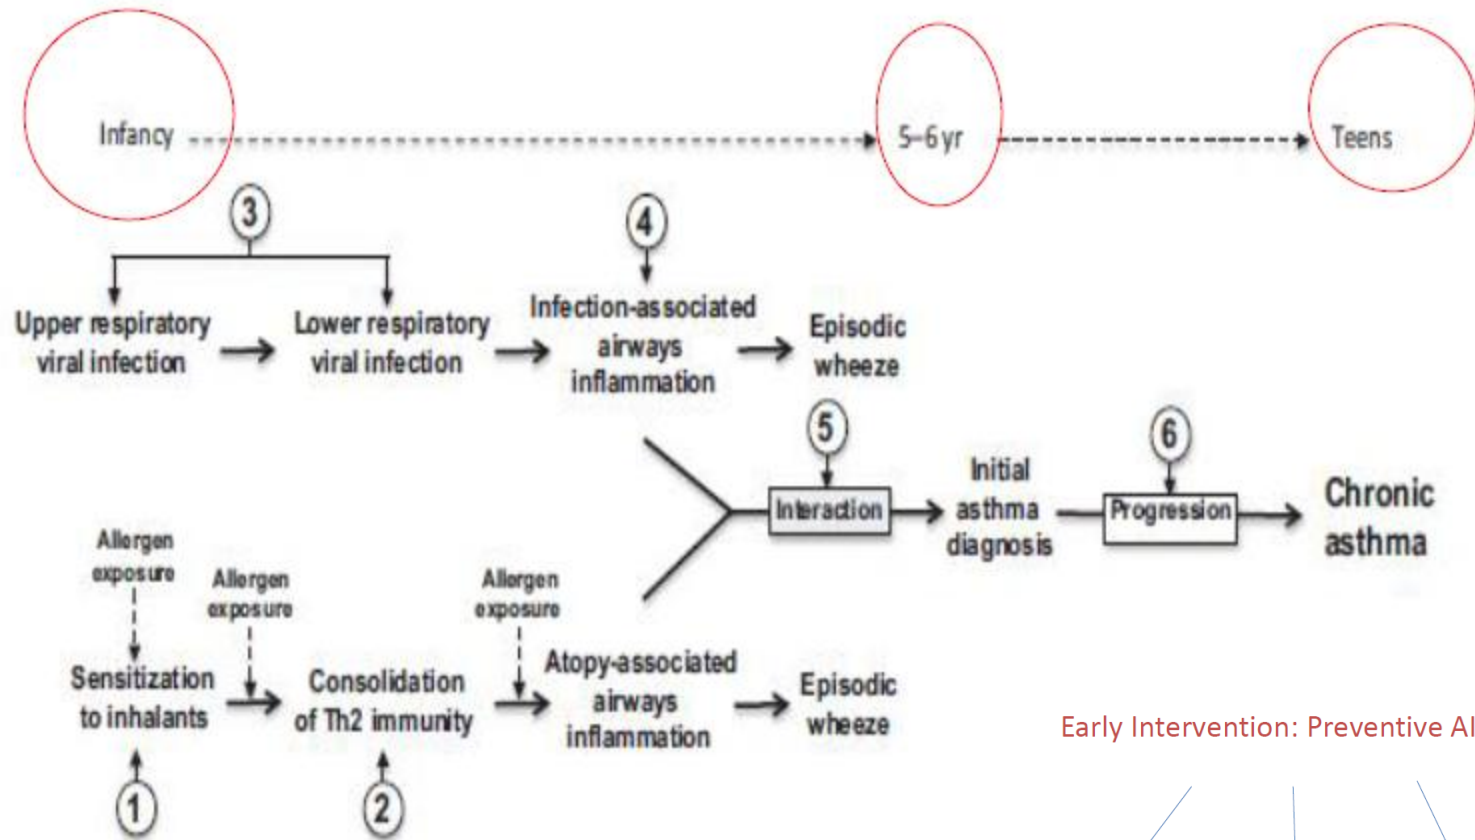 Infancy
5–6 yr
Teens
3
4
Upper respiratory
viral infection
Lower respiratory
viral infection
Infection-associated
airways
inflammation
Episodic
wheeze
5
6
Interaction
Initial
asthma
diagnosis
Progression
Chronic
asthma
Allergen
exposure
Allergen
exposure
Allergen
exposure
Sensitization
to inhalants
Consolidation
of Th2 immunity
Atopy-associated
airways
inflammation
Episodic
wheeze
1
2
Early Intervention: Preventive AI